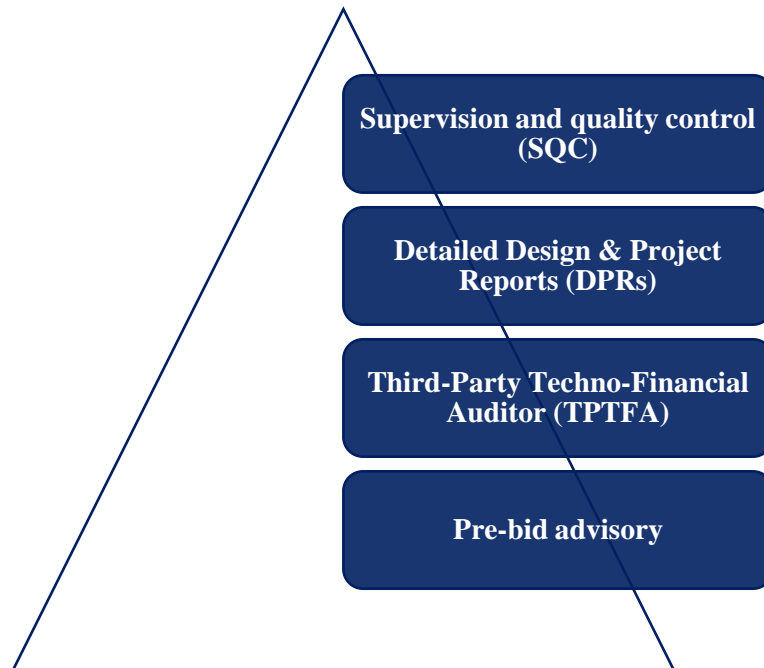 Supervision and quality control
(SQC)
Detailed Design & Project
Reports (DPRs)
Third-Party Techno-Financial
Auditor (TPTFA)
Pre-bid advisory